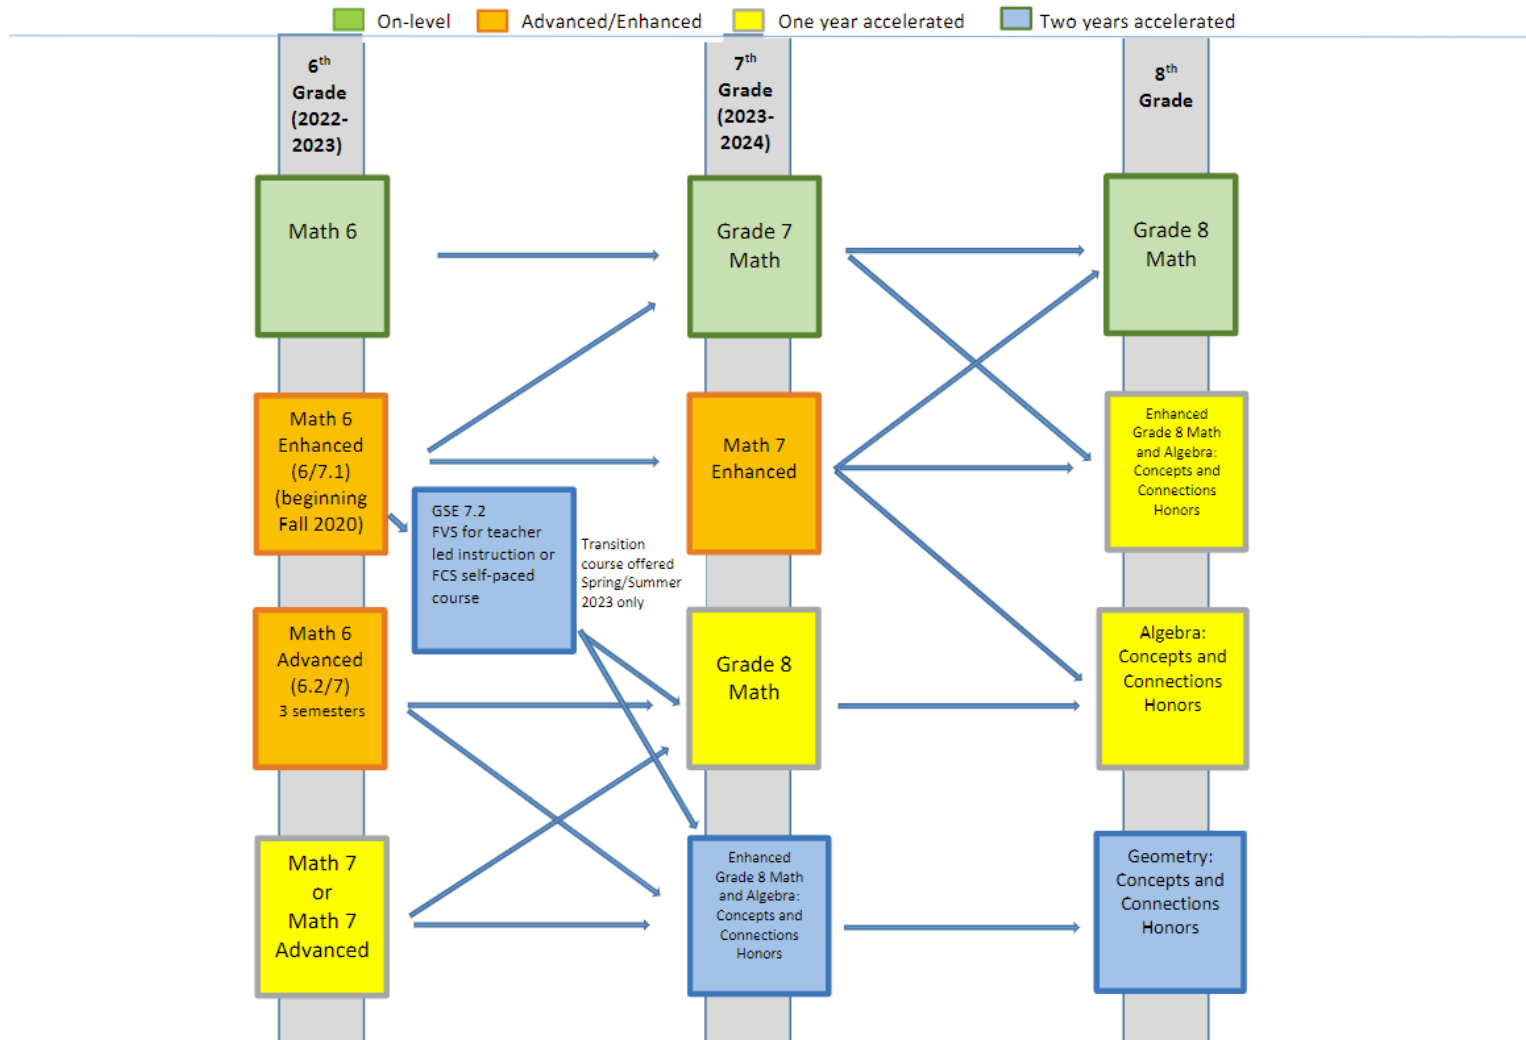 On-level
Advanced/Enhanced
One year accelerated
Two years accelerated
6th
Grade
(2022-
2023)
7th
Grade
(2023-
2024)
8th
Grade
Math 6
Grade 7
Math
Grade 8
Math
Math 6
Enhanced
(6/7.1)
(beginning
Fall 2020)
GSE 7.2
FVS for teacher
led instruction or
FCS self-paced
course
Transition
course offered
Spring/Summer
2023 only
Math 7
Enhanced
Enhanced
Grade 8 Math
and Algebra:
Concepts and
Connections
Honors
Math 6
Advanced
(6.2/7)
3 semesters
Grade 8
Math
Algebra:
Concepts and
Connections
Honors
Math 7
or
Math 7
Advanced
Enhanced
Grade 8 Math
and Algebra:
Concepts and
Connections
Honors
Geometry:
Concepts and
Connections
Honors